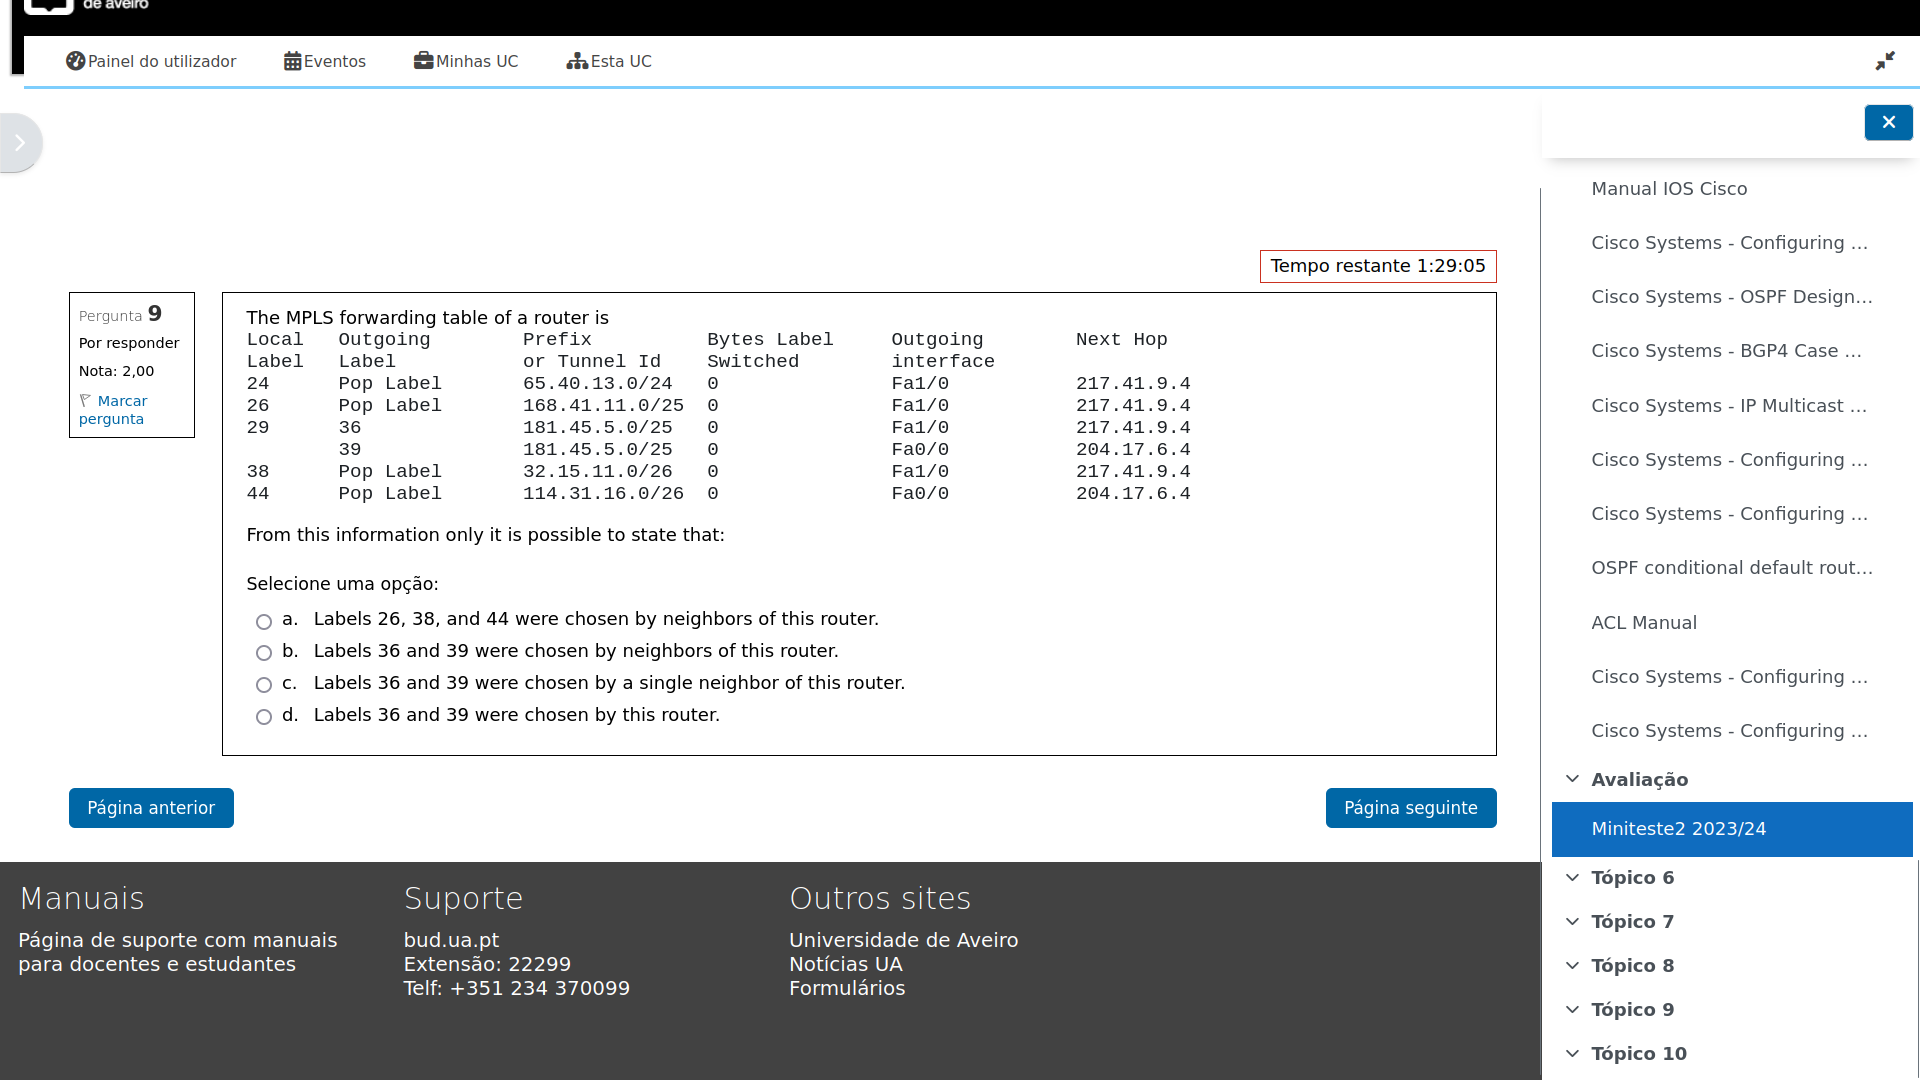 de aveiro
Painel do utilizador Eventos Minhas UC Esta UC
Tempo restante 1:29:05
Pergunta 9
Por responder
Nota: 2,00
Marcar
pergunta
The MPLS forwarding table of a router is
Local Outgoing Prefix Bytes Label Outgoing Next Hop
Label Label or Tunnel Id Switched interface
24 Pop Label 65.40.13.0/24 0 Fa1/0 217.41.9.4
26 Pop Label 168.41.11.0/25 0 Fa1/0 217.41.9.4
29 36 181.45.5.0/25 0 Fa1/0 217.41.9.4
39 181.45.5.0/25 0 Fa0/0 204.17.6.4
38 Pop Label 32.15.11.0/26 0 Fa1/0 217.41.9.4
44 Pop Label 114.31.16.0/26 0 Fa0/0 204.17.6.4
From this information only it is possible to state that:
Selecione uma opção:
a. Labels 26, 38, and 44 were chosen by neighbors of this router.
b. Labels 36 and 39 were chosen by neighbors of this router.
c. Labels 36 and 39 were chosen by a single neighbor of this router.
d. Labels 36 and 39 were chosen by this router.
Página anterior
Página seguinte
Manual IOS Cisco
Cisco Systems - Configuring ...
Cisco Systems - OSPF Design...
Cisco Systems - BGP4 Case ...
Cisco Systems - IP Multicast ...
Cisco Systems - Configuring ...
Cisco Systems - Configuring ...
OSPF conditional default rout...
ACL Manual
Cisco Systems - Configuring ...
Cisco Systems - Configuring ...
Avaliação
Miniteste2 2023/24
Tópico 6
Tópico 7
Tópico 8
Tópico 9
Tópico 10
Manuais
Página de suporte com manuais
para docentes e estudantes
Suporte
bud.ua.pt
Extensão: 22299
Telf: +351 234 370099
Outros sites
Universidade de Aveiro
Notícias UA
Formulários